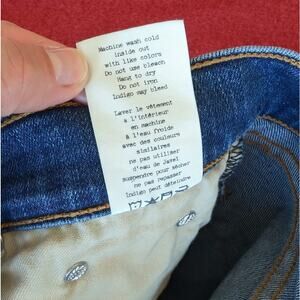 Machine wash cold
inside out
with like colors
Do not use bleach
Hang to dry
Do not iron
Indigo may bleed
Laver le vêtement
à l'intérieur
en machine
à l'eau froide
avec des couleurs
similaires
ne pas utiliser
d'eau de Javel
suspendre pour sécher
ne pas repasser
Indigo peut déteindre